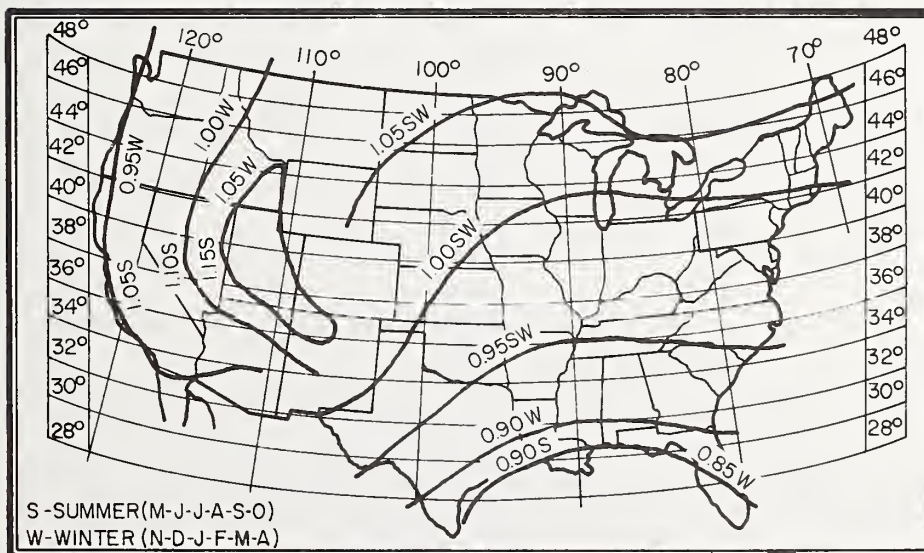 48° 120° 110° 100° 90° 80° 70° 48°
46° 46°
44° 44°
42° 42°
40° 40°
38° 38°
36° 36°
34° 34°
32° 32°
30° 30°
28° 28°
0.95W
1.00W
1.05W
1.05SW
1.05S
1.10S
1.15S
1.00SW
0.95SW
0.90W
0.90S
0.85W
S-SUMMER(M-J-J-A-S-O)
W-WINTER (N-D-J-F-M-A)